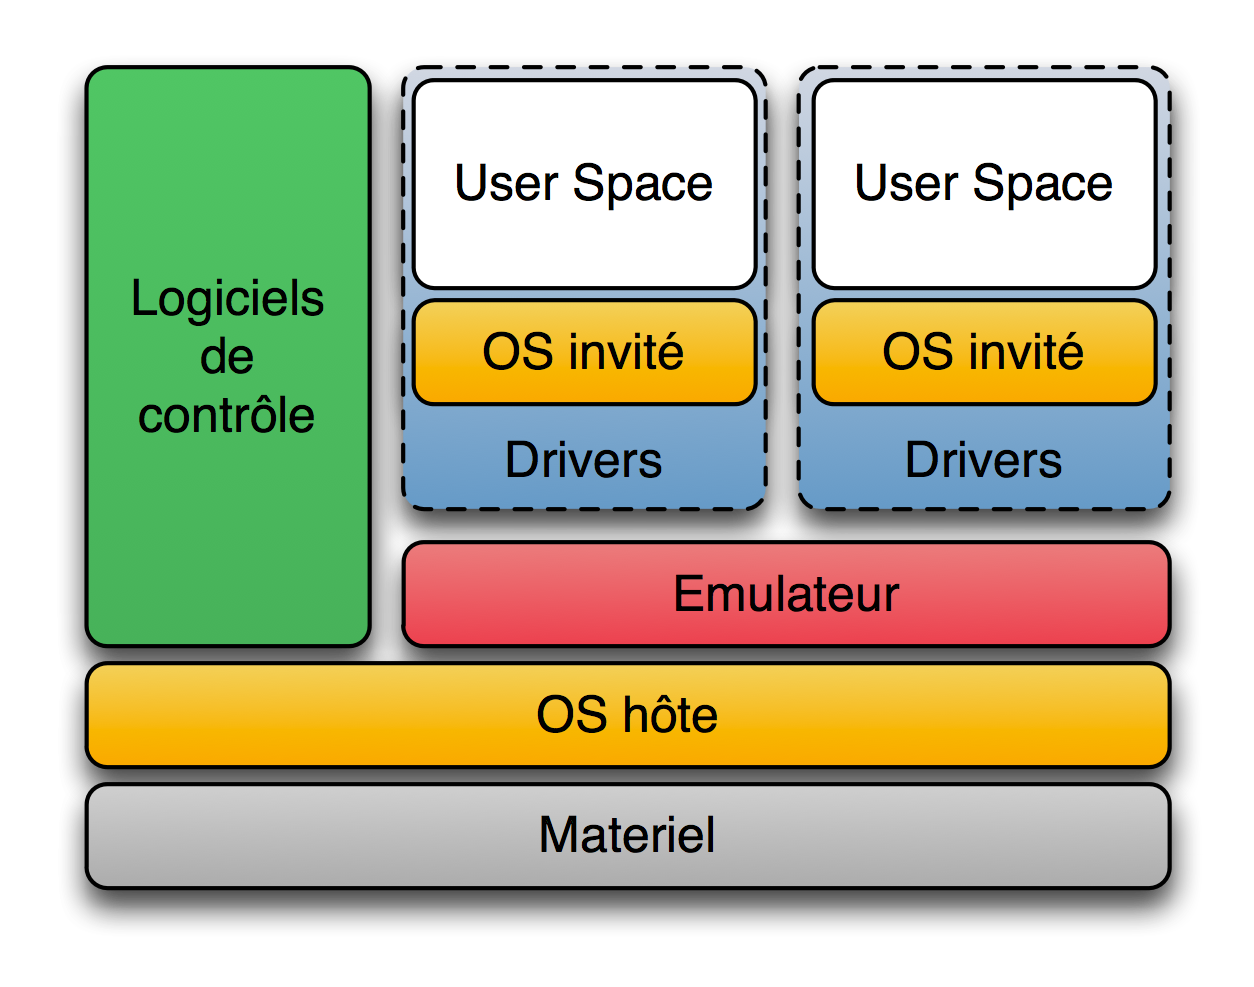 Logiciels
de
contrôle
User Space
OS invité
Drivers
User Space
OS invité
Drivers
Emulateur
OS hôte
Materiel